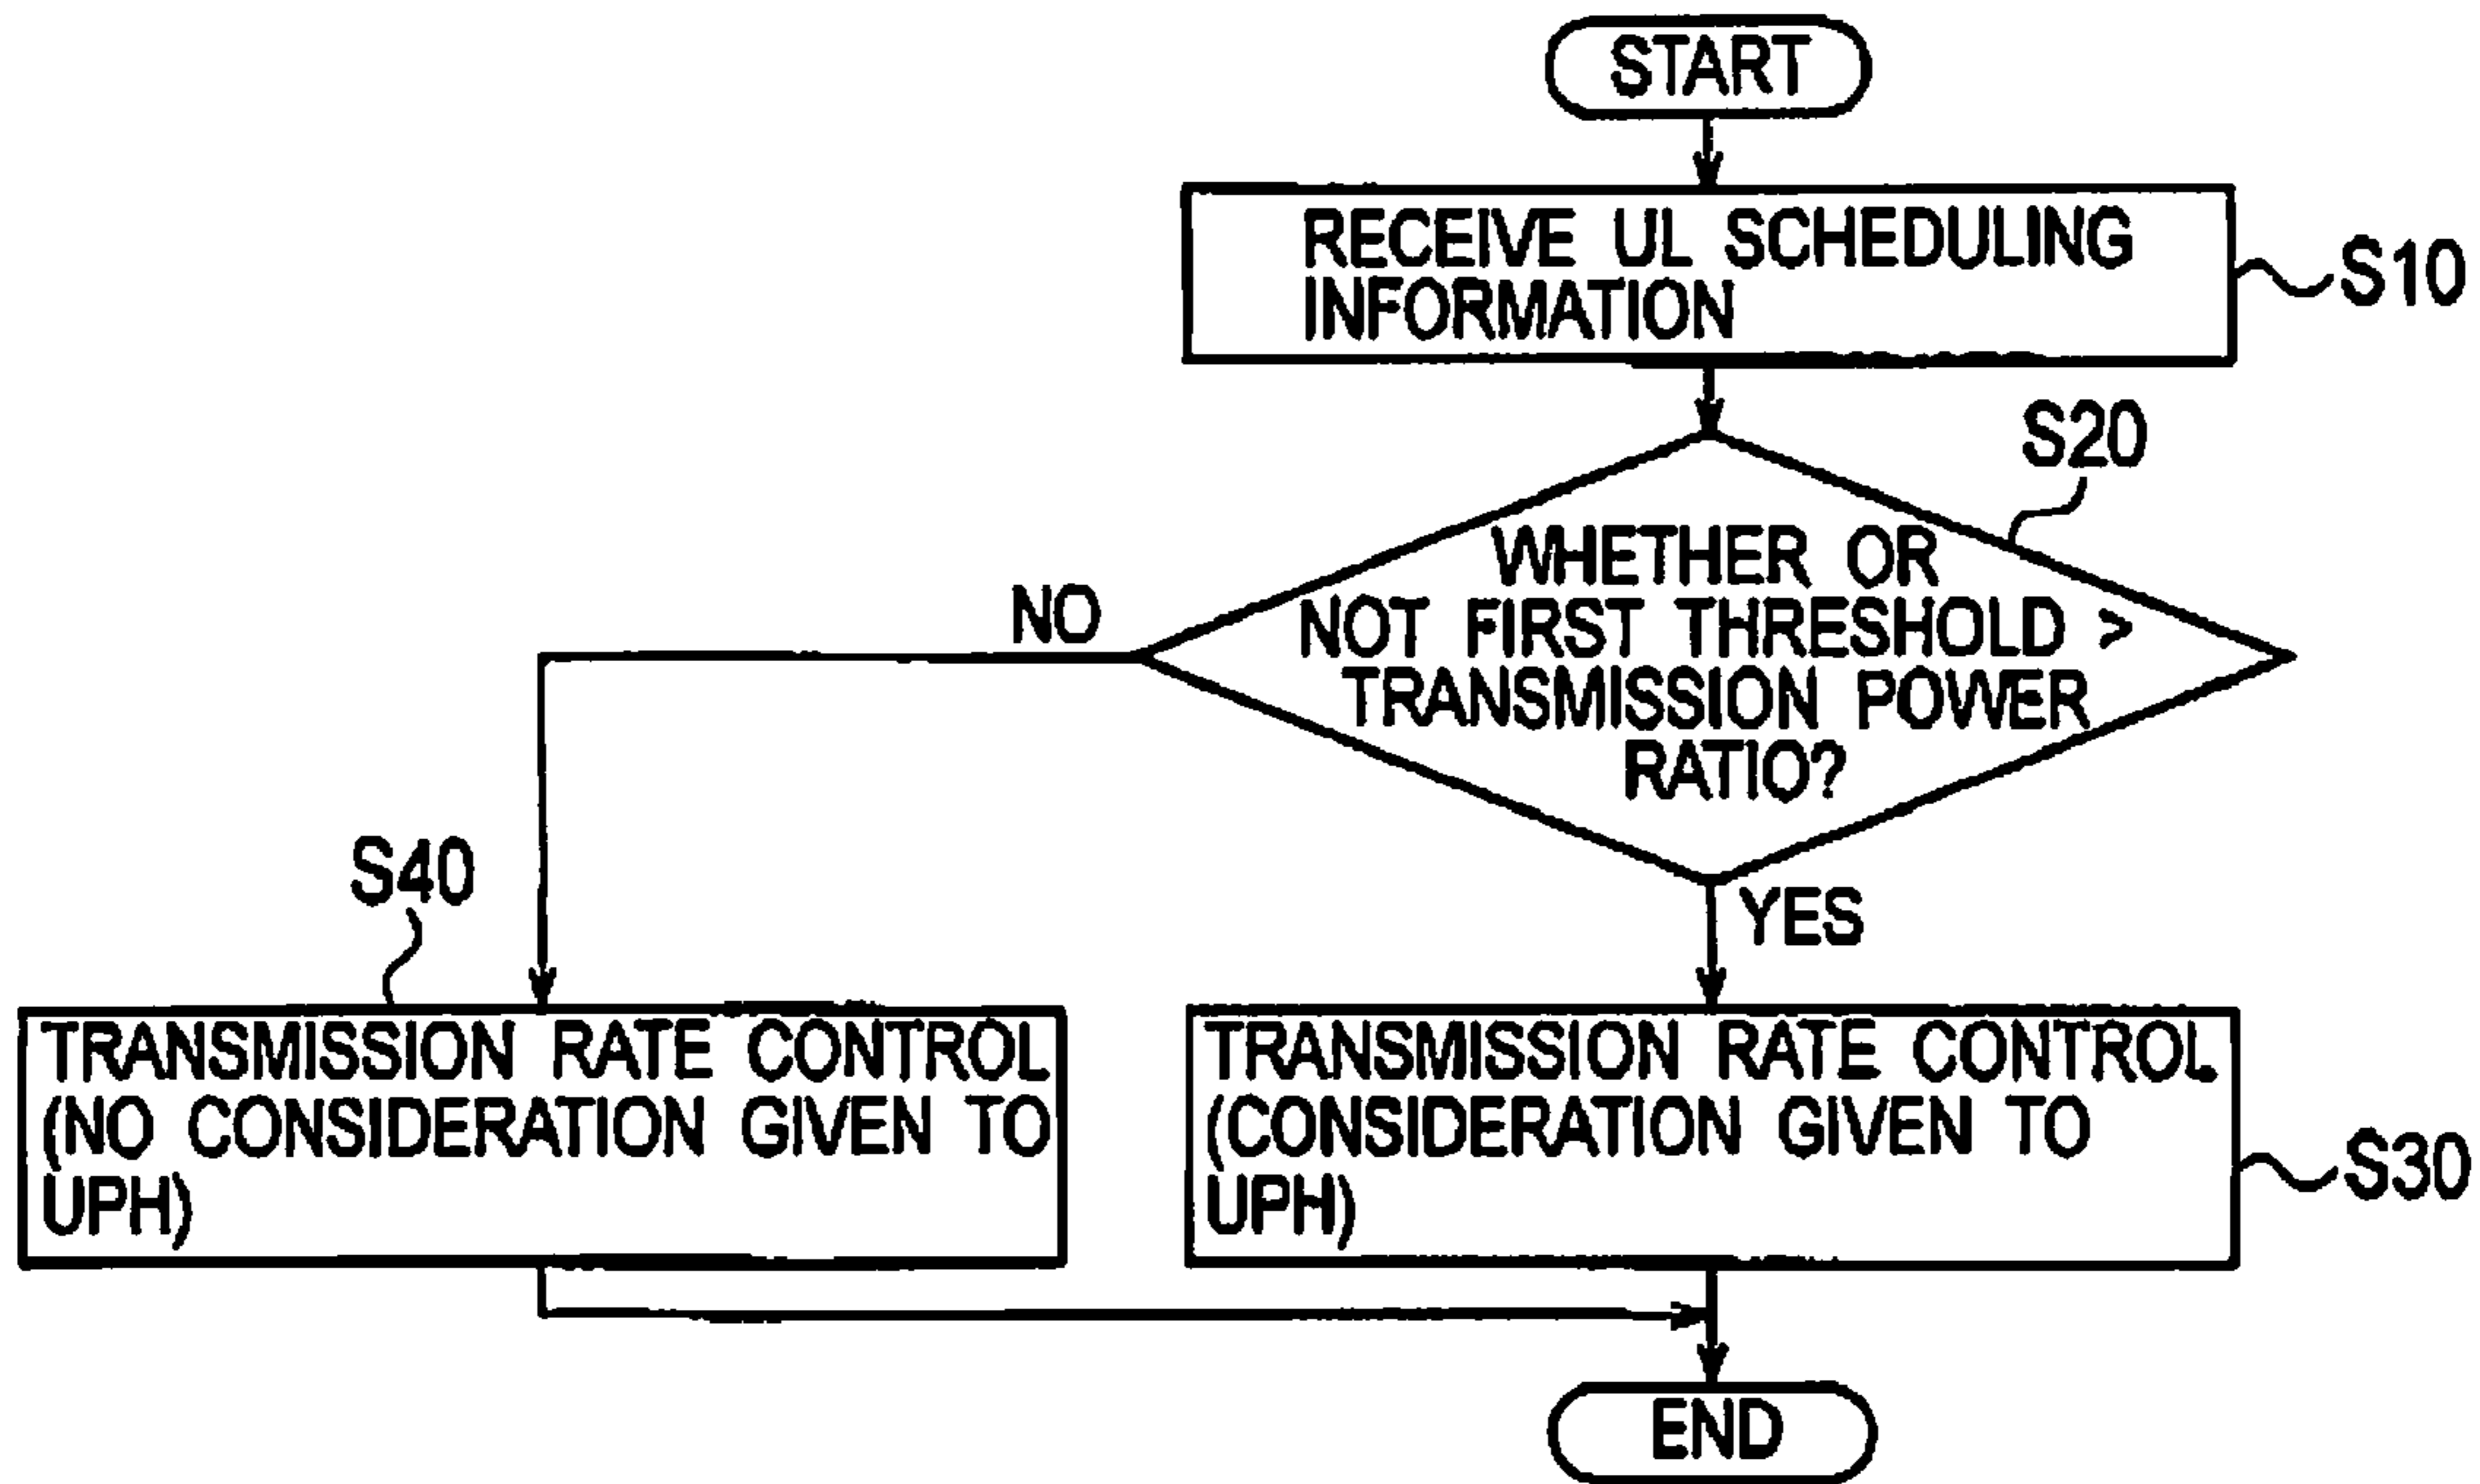 START
RECEIVE UL SCHEDULING
INFORMATION
S10
S20
WHETHER OR
NOT FIRST THRESHOLD >
TRANSMISSION POWER
RATIO?
NO
YES
S40
TRANSMISSION RATE CONTROL
(NO CONSIDERATION GIVEN TO
UPH)
TRANSMISSION RATE CONTROL
(CONSIDERATION GIVEN TO
UPH)
S30
END